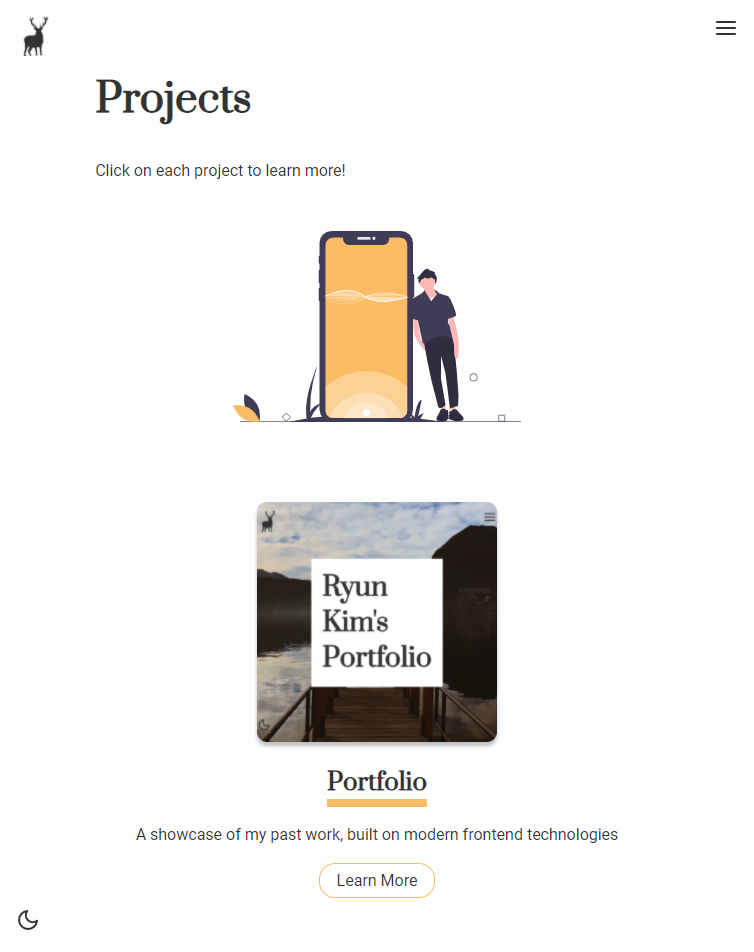 Projects
Click on each project to learn more!
Ryun
Kim's
Portfolio
Portfolio
A showcase of my past work, built on modern frontend technologies
Learn More